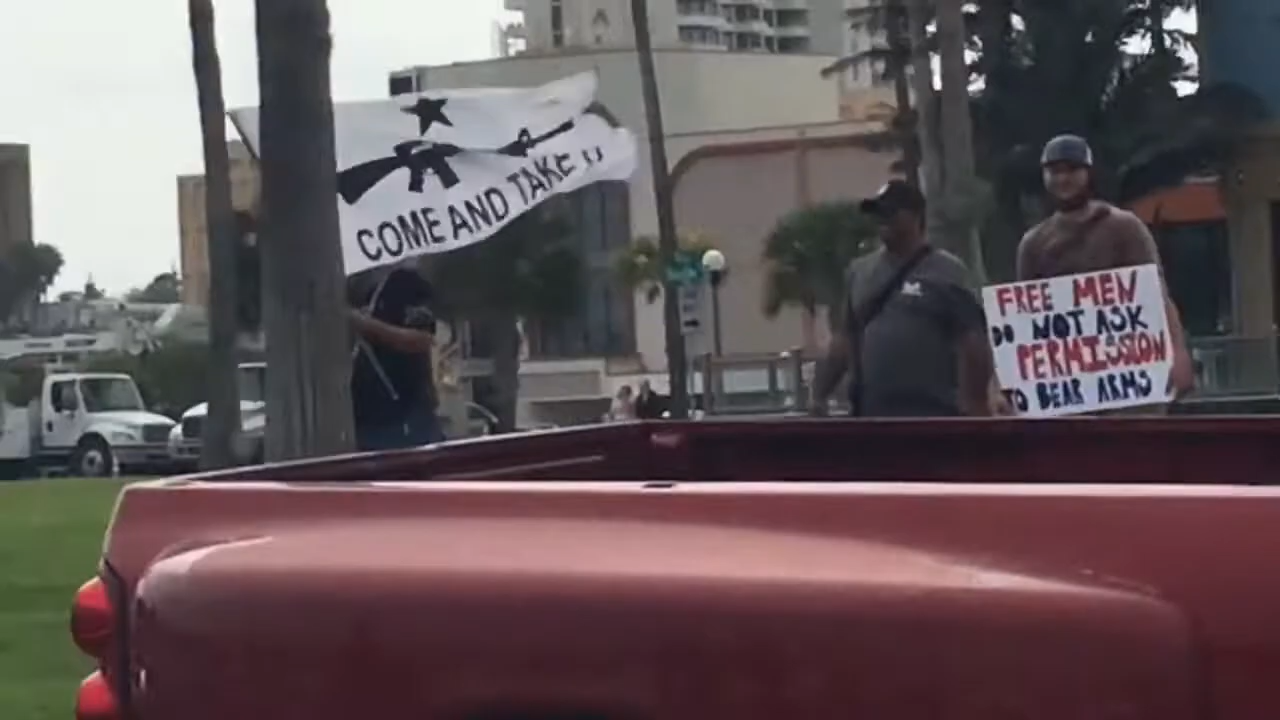 COME AND TAKE
FREE MEN
DO NOT ASK
PERMISSION
TO BEAR ARMS